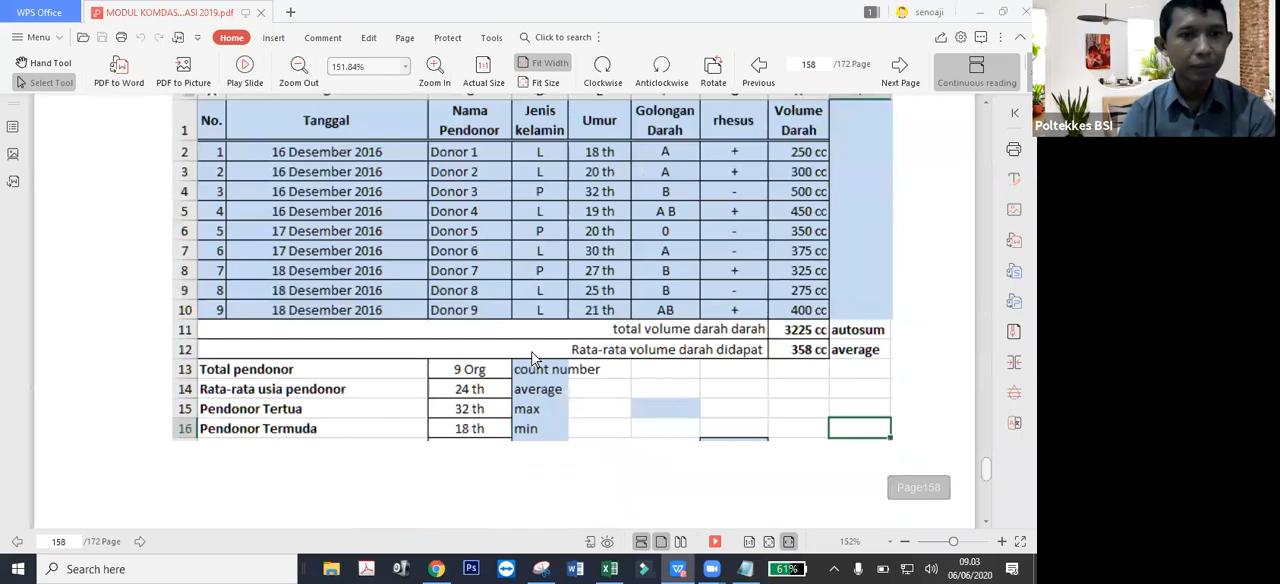 WPS Office
MODUL KOMDAS...ASI 2019.pdf
1
senoaji
Menu
Home
Insert
Comment
Edit
Page
Protect
Tools
Click to search
Hand Tool
Select Tool
PDF to Word
PDF to Picture
Play Slide
Zoom Out
151.84%
Zoom In
Actual Size
Fit Width
Fit Size
Clockwise
Anticlockwise
Rotate
Previous
158 /172 Page
Next Page
Continuous reading
Poltekkes BSI
1 No. Tanggal Nama Pendonor Jenis kelamin Umur Golongan Darah rhesus Volume Darah
2 1 16 Desember 2016 Donor 1 L 18 th A + 250 cc
3 2 16 Desember 2016 Donor 2 L 20 th A + 300 cc
4 3 16 Desember 2016 Donor 3 P 32 th B - 500 cc
5 4 16 Desember 2016 Donor 4 L 19 th A B + 450 cc
6 5 17 Desember 2016 Donor 5 P 20 th 0 - 350 cc
7 6 17 Desember 2016 Donor 6 L 30 th A - 375 cc
8 7 18 Desember 2016 Donor 7 P 27 th B + 325 cc
9 8 18 Desember 2016 Donor 8 L 25 th B - 275 cc
10 9 18 Desember 2016 Donor 9 L 21 th AB + 400 cc
11 total volume darah darah 3225 cc autosum
12 Rata-rata volume darah didapat 358 cc average
13 Total pendonor 9 Org count number
14 Rata-rata usia pendonor 24 th average
15 Pendonor Tertua 32 th max
16 Pendonor Termuda 18 th min
Page158
158 /172 Page
152%
Search here
61%
09.03
06/06/2020